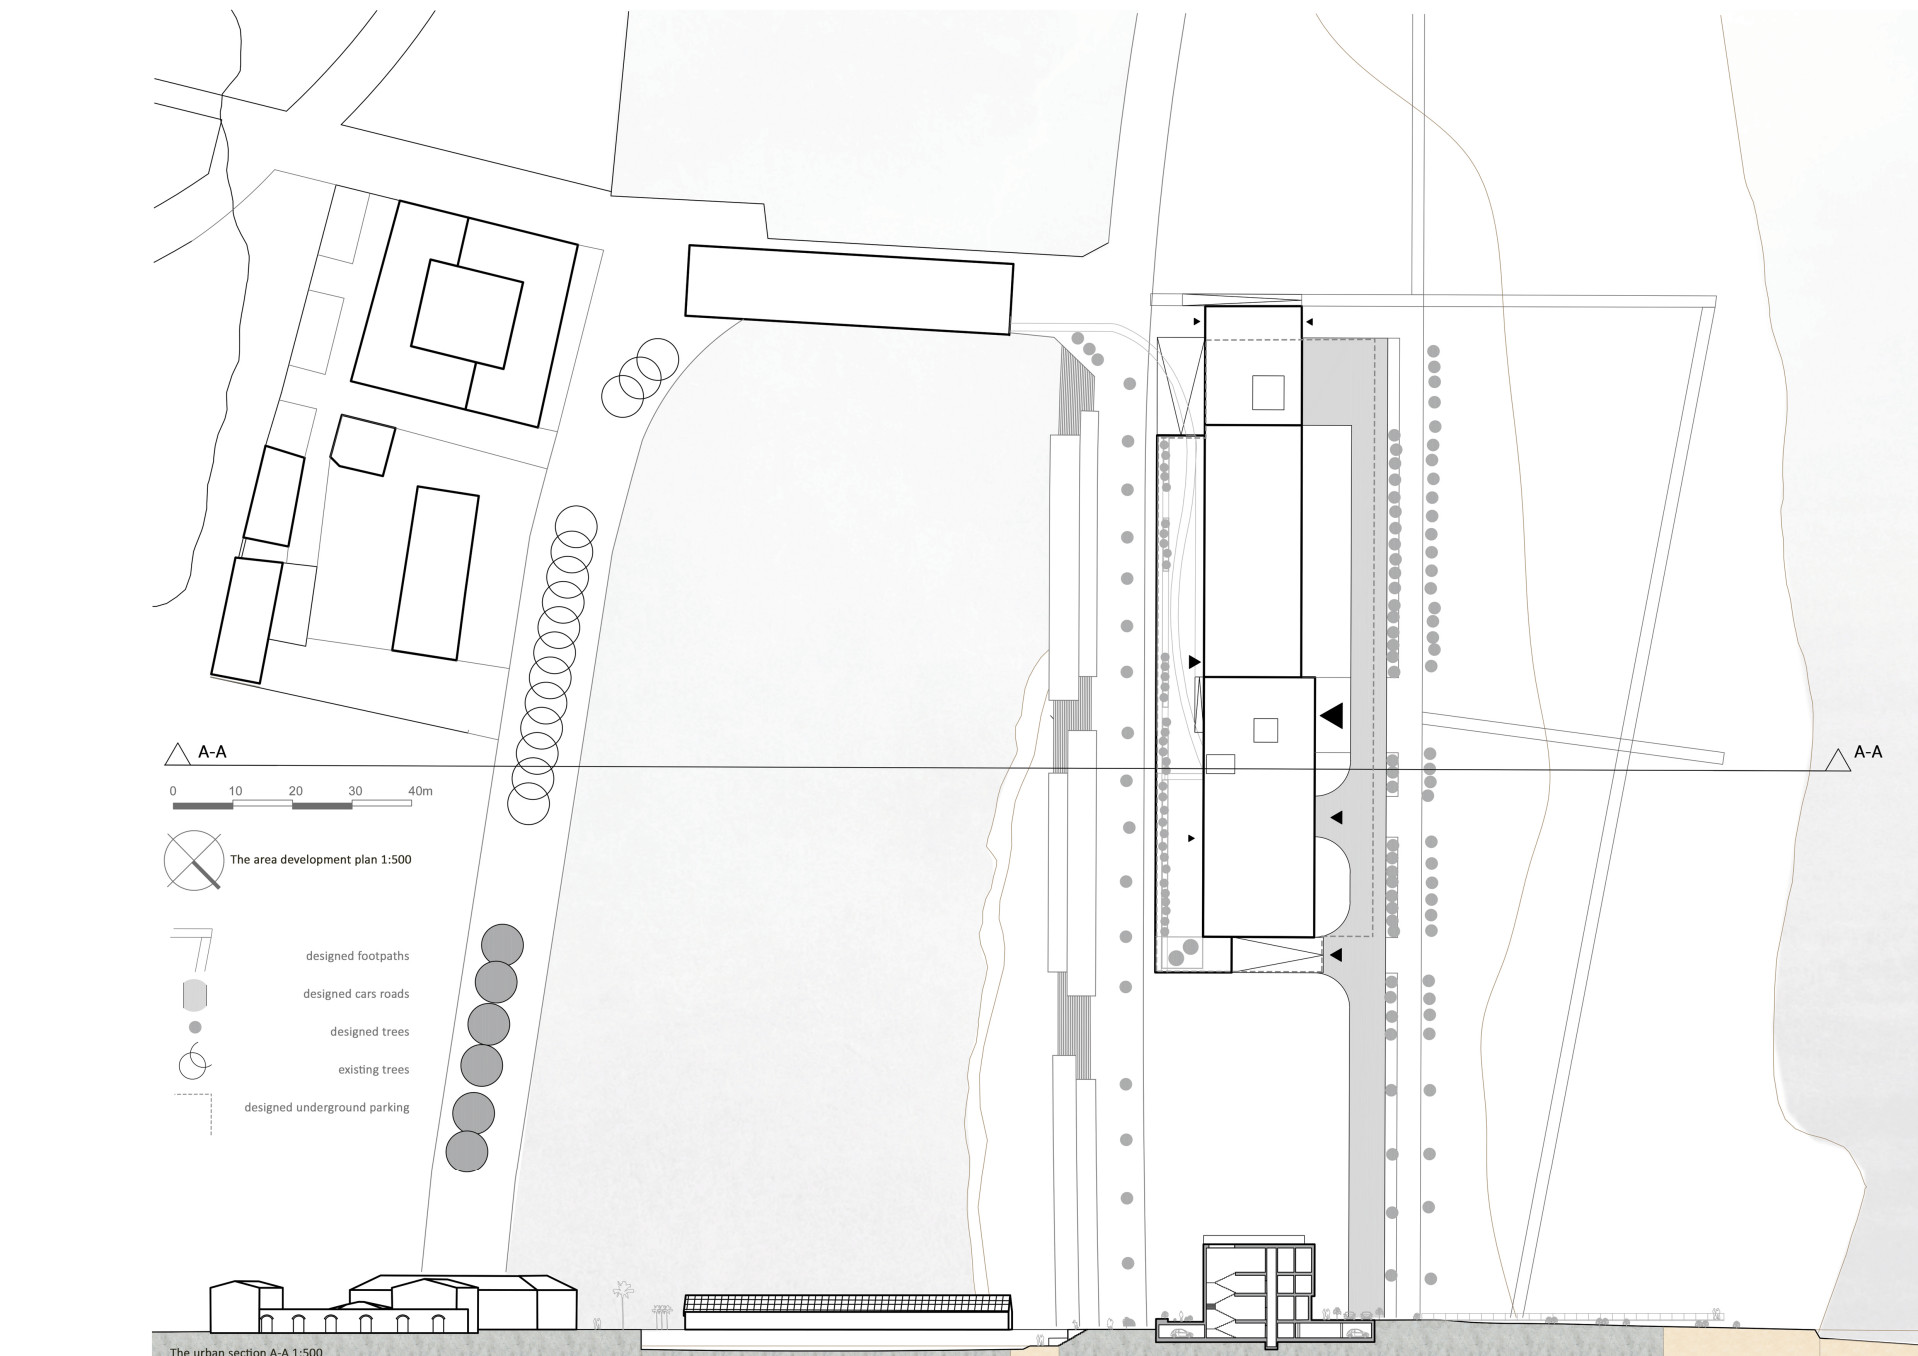 A-A
A-A
0 10 20 30 40m
The area development plan 1:500
designed footpaths
designed cars roads
designed trees
existing trees
designed underground parking
The urban section A-A 1:500